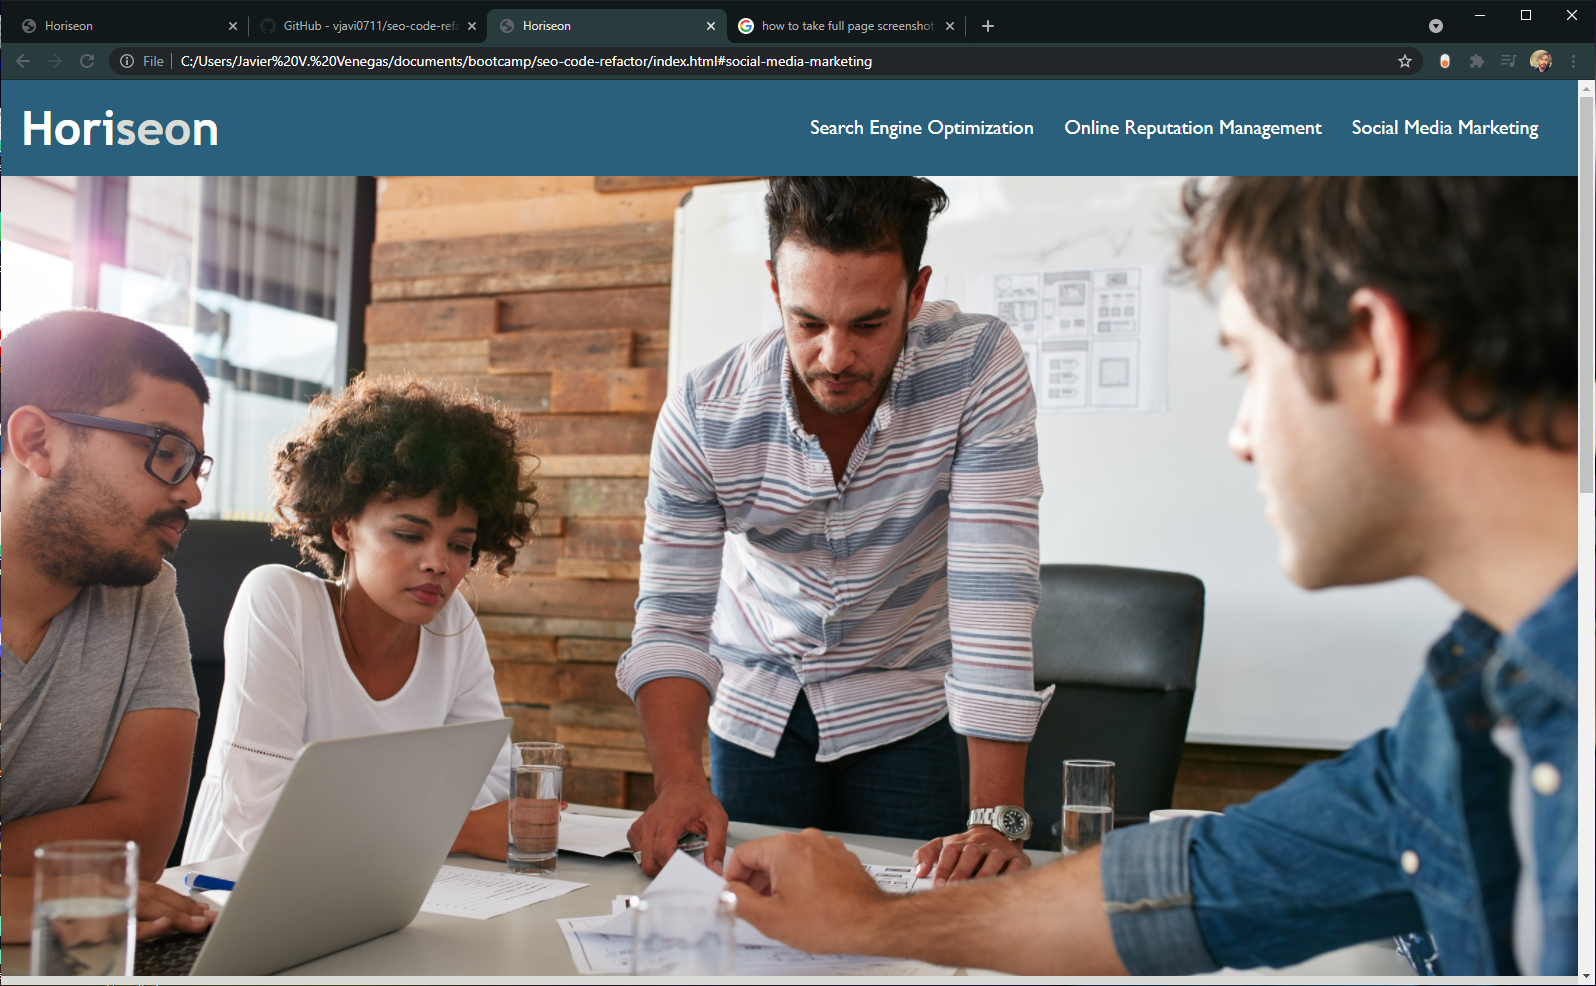 Horiseon
GitHub - vjavi0711/seo-code-refa
Horiseon
how to take full page screenshot
File
C:/Users/Javier%20V.%20Venegas/documents/bootcamp/seo-code-refactor/index.html#social-media-marketing
Horiseon
Search Engine Optimization
Online Reputation Management
Social Media Marketing